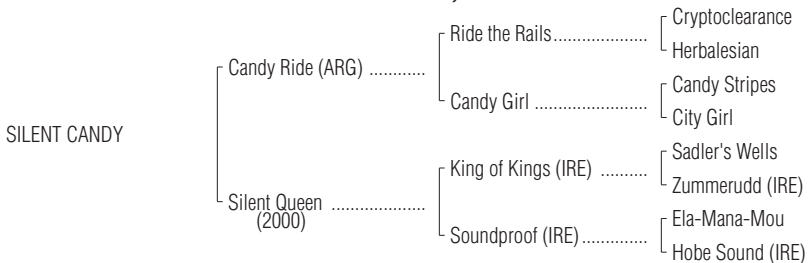 Cryptoclearance
Ride the Rails....................
Herbalesian
Candy Ride (ARG) ............
Candy Stripes
Candy Girl ........................
City Girl
SILENT CANDY
Sadler's Wells
King of Kings (IRE) ..........
Zummerudd (IRE)
Silent Queen ....................
(2000)
Ela-Mana-Mou
Soundproof (IRE)..............
Hobe Sound (IRE)